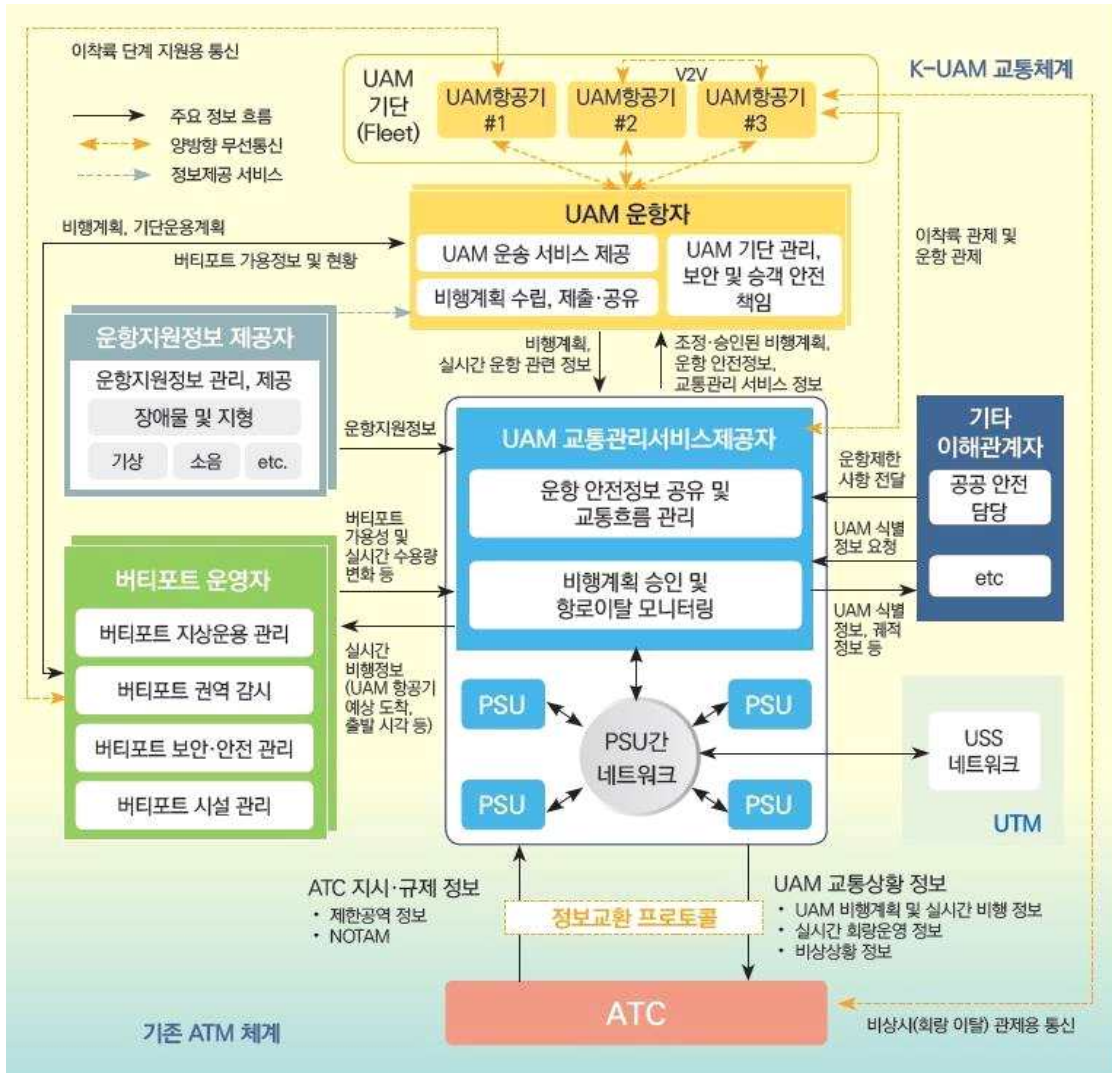 이착륙 단계 지원용 통신
주요 정보 흐름
양방향 무선통신
정보제공 서비스
K-UAM 교통체계
UAM
기단
(Fleet)
V2V
UAM항공기
#1
UAM항공기
#2
UAM항공기
#3
UAM 운항자
UAM 운송 서비스 제공
비행계획 수립, 제출·공유
UAM 기단 관리,
보안 및 승객 안전
책임
비행계획, 기단운용계획
버티포트 가용정보 및 현황
이착륙 관제 및
운항 관제
운항지원정보 제공자
운항지원정보 관리, 제공
장애물 및 지형
기상
소음
etc.
비행계획,
실시간 운항 관련 정보
조정·승인된 비행계획,
운항 안전정보,
교통관리 서비스 정보
운항지원정보
UAM 교통관리서비스제공자
운항 안전정보 공유 및
교통흐름 관리
비행계획 승인 및
항로이탈 모니터링
기타
이해관계자
공공 안전
담당
etc
운항제한
사항 전달
UAM 식별
정보 요청
UAM 식별
정보, 궤적
정보 등
버티포트
가용성 및
실시간 수용량
변화 등
버티포트 운영자
버티포트 지상운용 관리
버티포트 권역 감시
버티포트 보안·안전 관리
버티포트 시설 관리
실시간
비행정보
(UAM 항공기
예상 도착,
출발 시각 등)
PSU
PSU
PSU간
네트워크
PSU
PSU
USS
네트워크
UTM
ATC 지시·규제 정보
• 제한공역 정보
• NOTAM
정보교환 프로토콜
UAM 교통상황 정보
• UAM 비행계획 및 실시간 비행 정보
• 실시간 회랑운영 정보
• 비상상황 정보
ATC
기존 ATM 체계
비상시(회랑 이탈) 관제용 통신